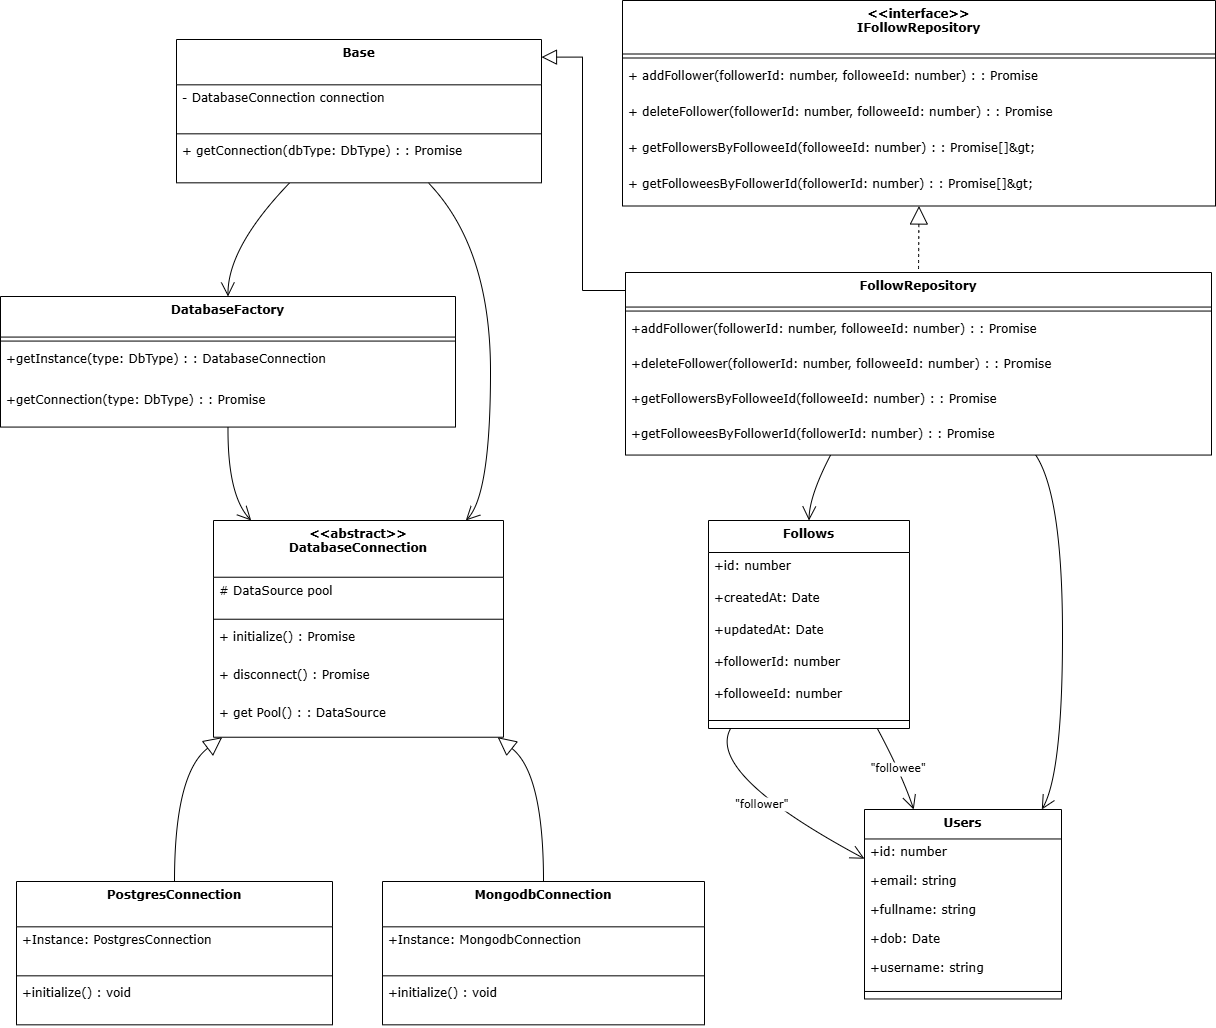 Base
- DatabaseConnection connection
+ getConnection(dbType: DbType) : : Promise
<<interface>>
IFollowRepository
+ addFollower(followerId: number, followeeId: number) : : Promise
+ deleteFollower(followerId: number, followeeId: number) : : Promise
+ getFollowersByFolloweeId(followeeId: number) : : Promise[]&gt;
+ getFolloweesByFollowerId(followerId: number) : : Promise[]&gt;
DatabaseFactory
+getInstance(type: DbType) : : DatabaseConnection
+getConnection(type: DbType) : : Promise
FollowRepository
+addFollower(followerId: number, followeeId: number) : : Promise
+deleteFollower(followerId: number, followeeId: number) : : Promise
+getFollowersByFolloweeId(followeeId: number) : : Promise
+getFolloweesByFollowerId(followerId: number) : : Promise
<<abstract>>
DatabaseConnection
# DataSource pool
+ initialize() : Promise
+ disconnect() : Promise
+ get Pool() : : DataSource
Follows
+id: number
+createdAt: Date
+updatedAt: Date
+followerId: number
+followeeId: number
"followee"
"follower"
PostgresConnection
+Instance: PostgresConnection
+initialize() : void
MongodbConnection
+Instance: MongodbConnection
+initialize() : void
Users
+id: number
+email: string
+fullname: string
+dob: Date
+username: string